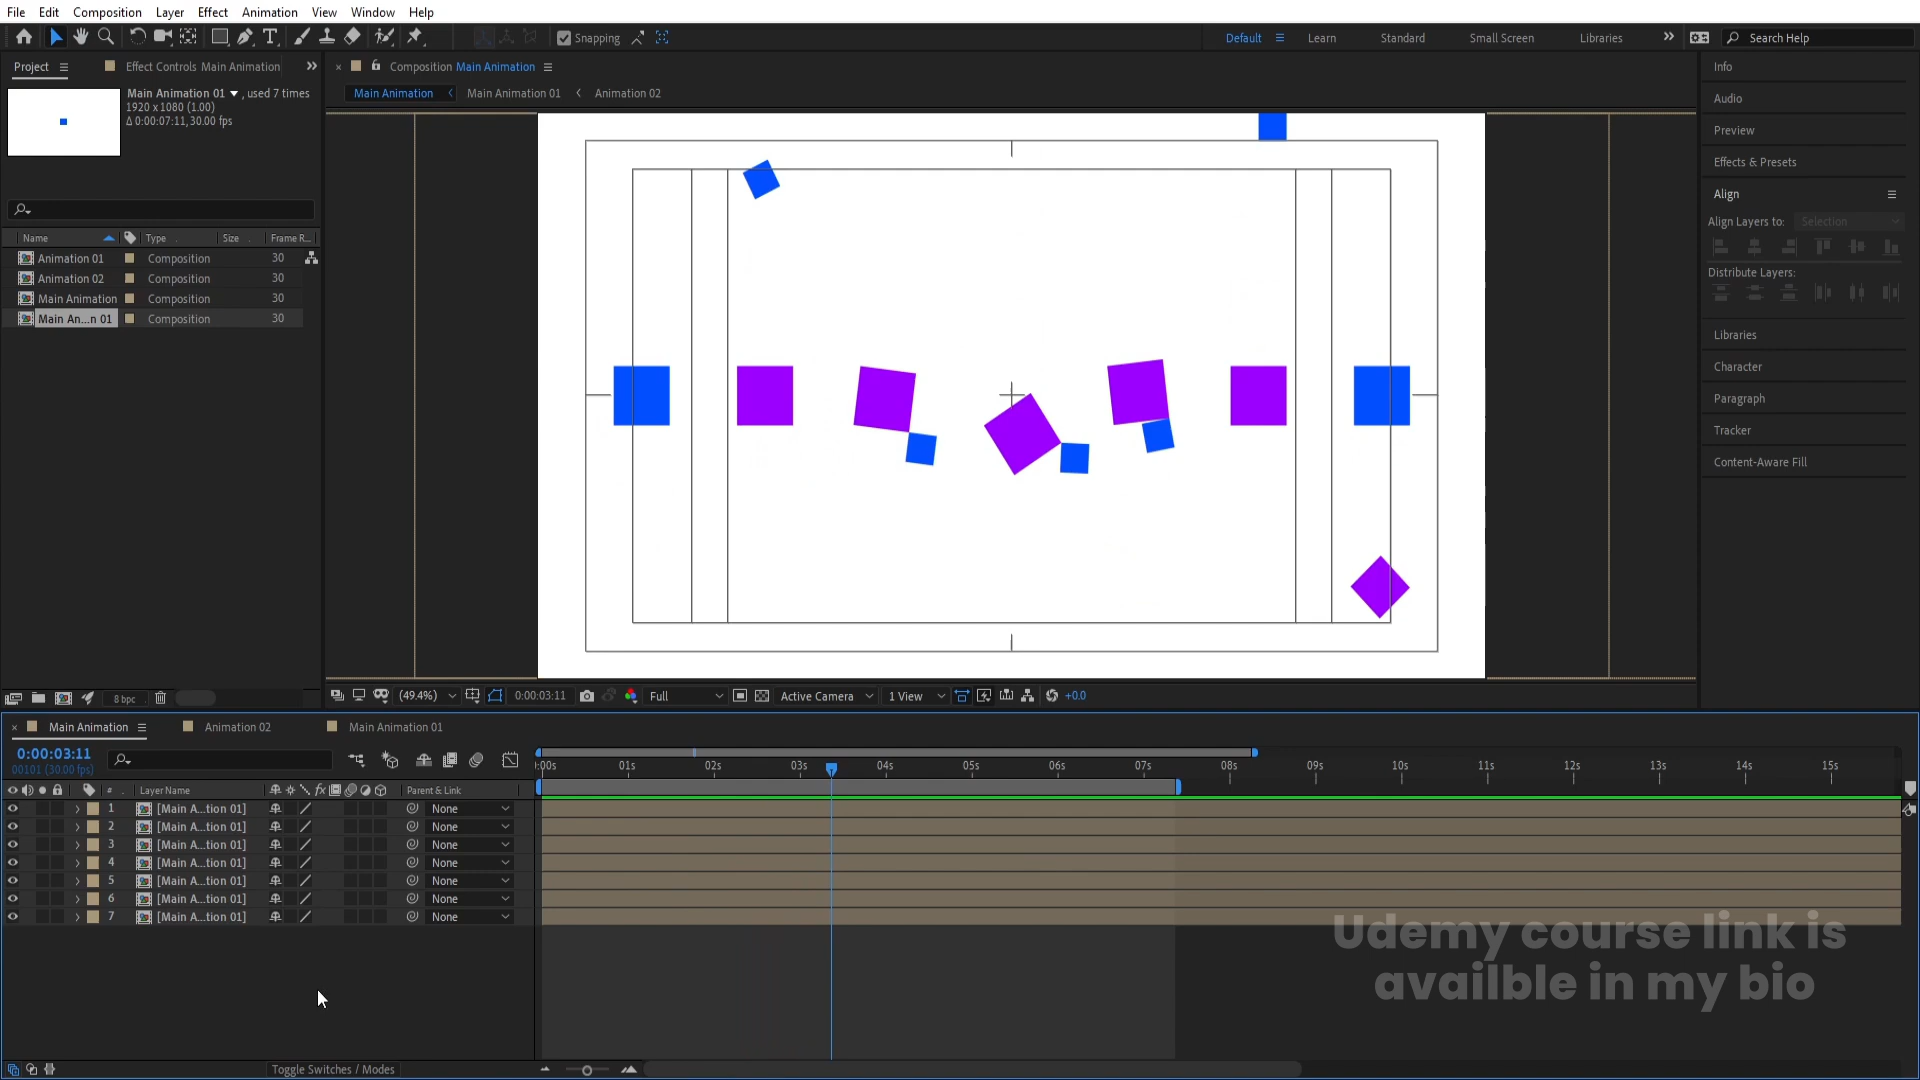 File Edit Composition Layer Effect Animation View Window Help
Snapping
Default Learn Standard Small Screen Libraries Search Help
Project Effect Controls Main Animation
Main Animation 01 , used 7 times
1920 x 1080 (1.00)
Δ 0:00:07:11, 30.00 fps
Name Type Size Frame R...
Animation 01 Composition 30
Animation 02 Composition 30
Main Animation Composition 30
Main An...n 01 Composition 30
8 bpc
Composition Main Animation
Main Animation Main Animation 01 Animation 02
(49.4%) 0:00:03:11 Full Active Camera 1 View +0.0
Info
Audio
Preview
Effects & Presets
Align
Align Layers to: Selection
Distribute Layers:
Libraries
Character
Paragraph
Tracker
Content-Aware Fill
Main Animation Animation 02 Main Animation 01
0:00:03:11
00101 (30.00 fps)
# Layer Name Parent & Link
:00s 01s 02s 03s 04s 05s 06s 07s 08s 09s 10s 11s 12s 13s 14s 15s
1 [Main A...tion 01] None
2 [Main A...tion 01] None
3 [Main A...tion 01] None
4 [Main A...tion 01] None
5 [Main A...tion 01] None
6 [Main A...tion 01] None
7 [Main A...tion 01] None
Udemy course link is
availble in my bio
Toggle Switches / Modes